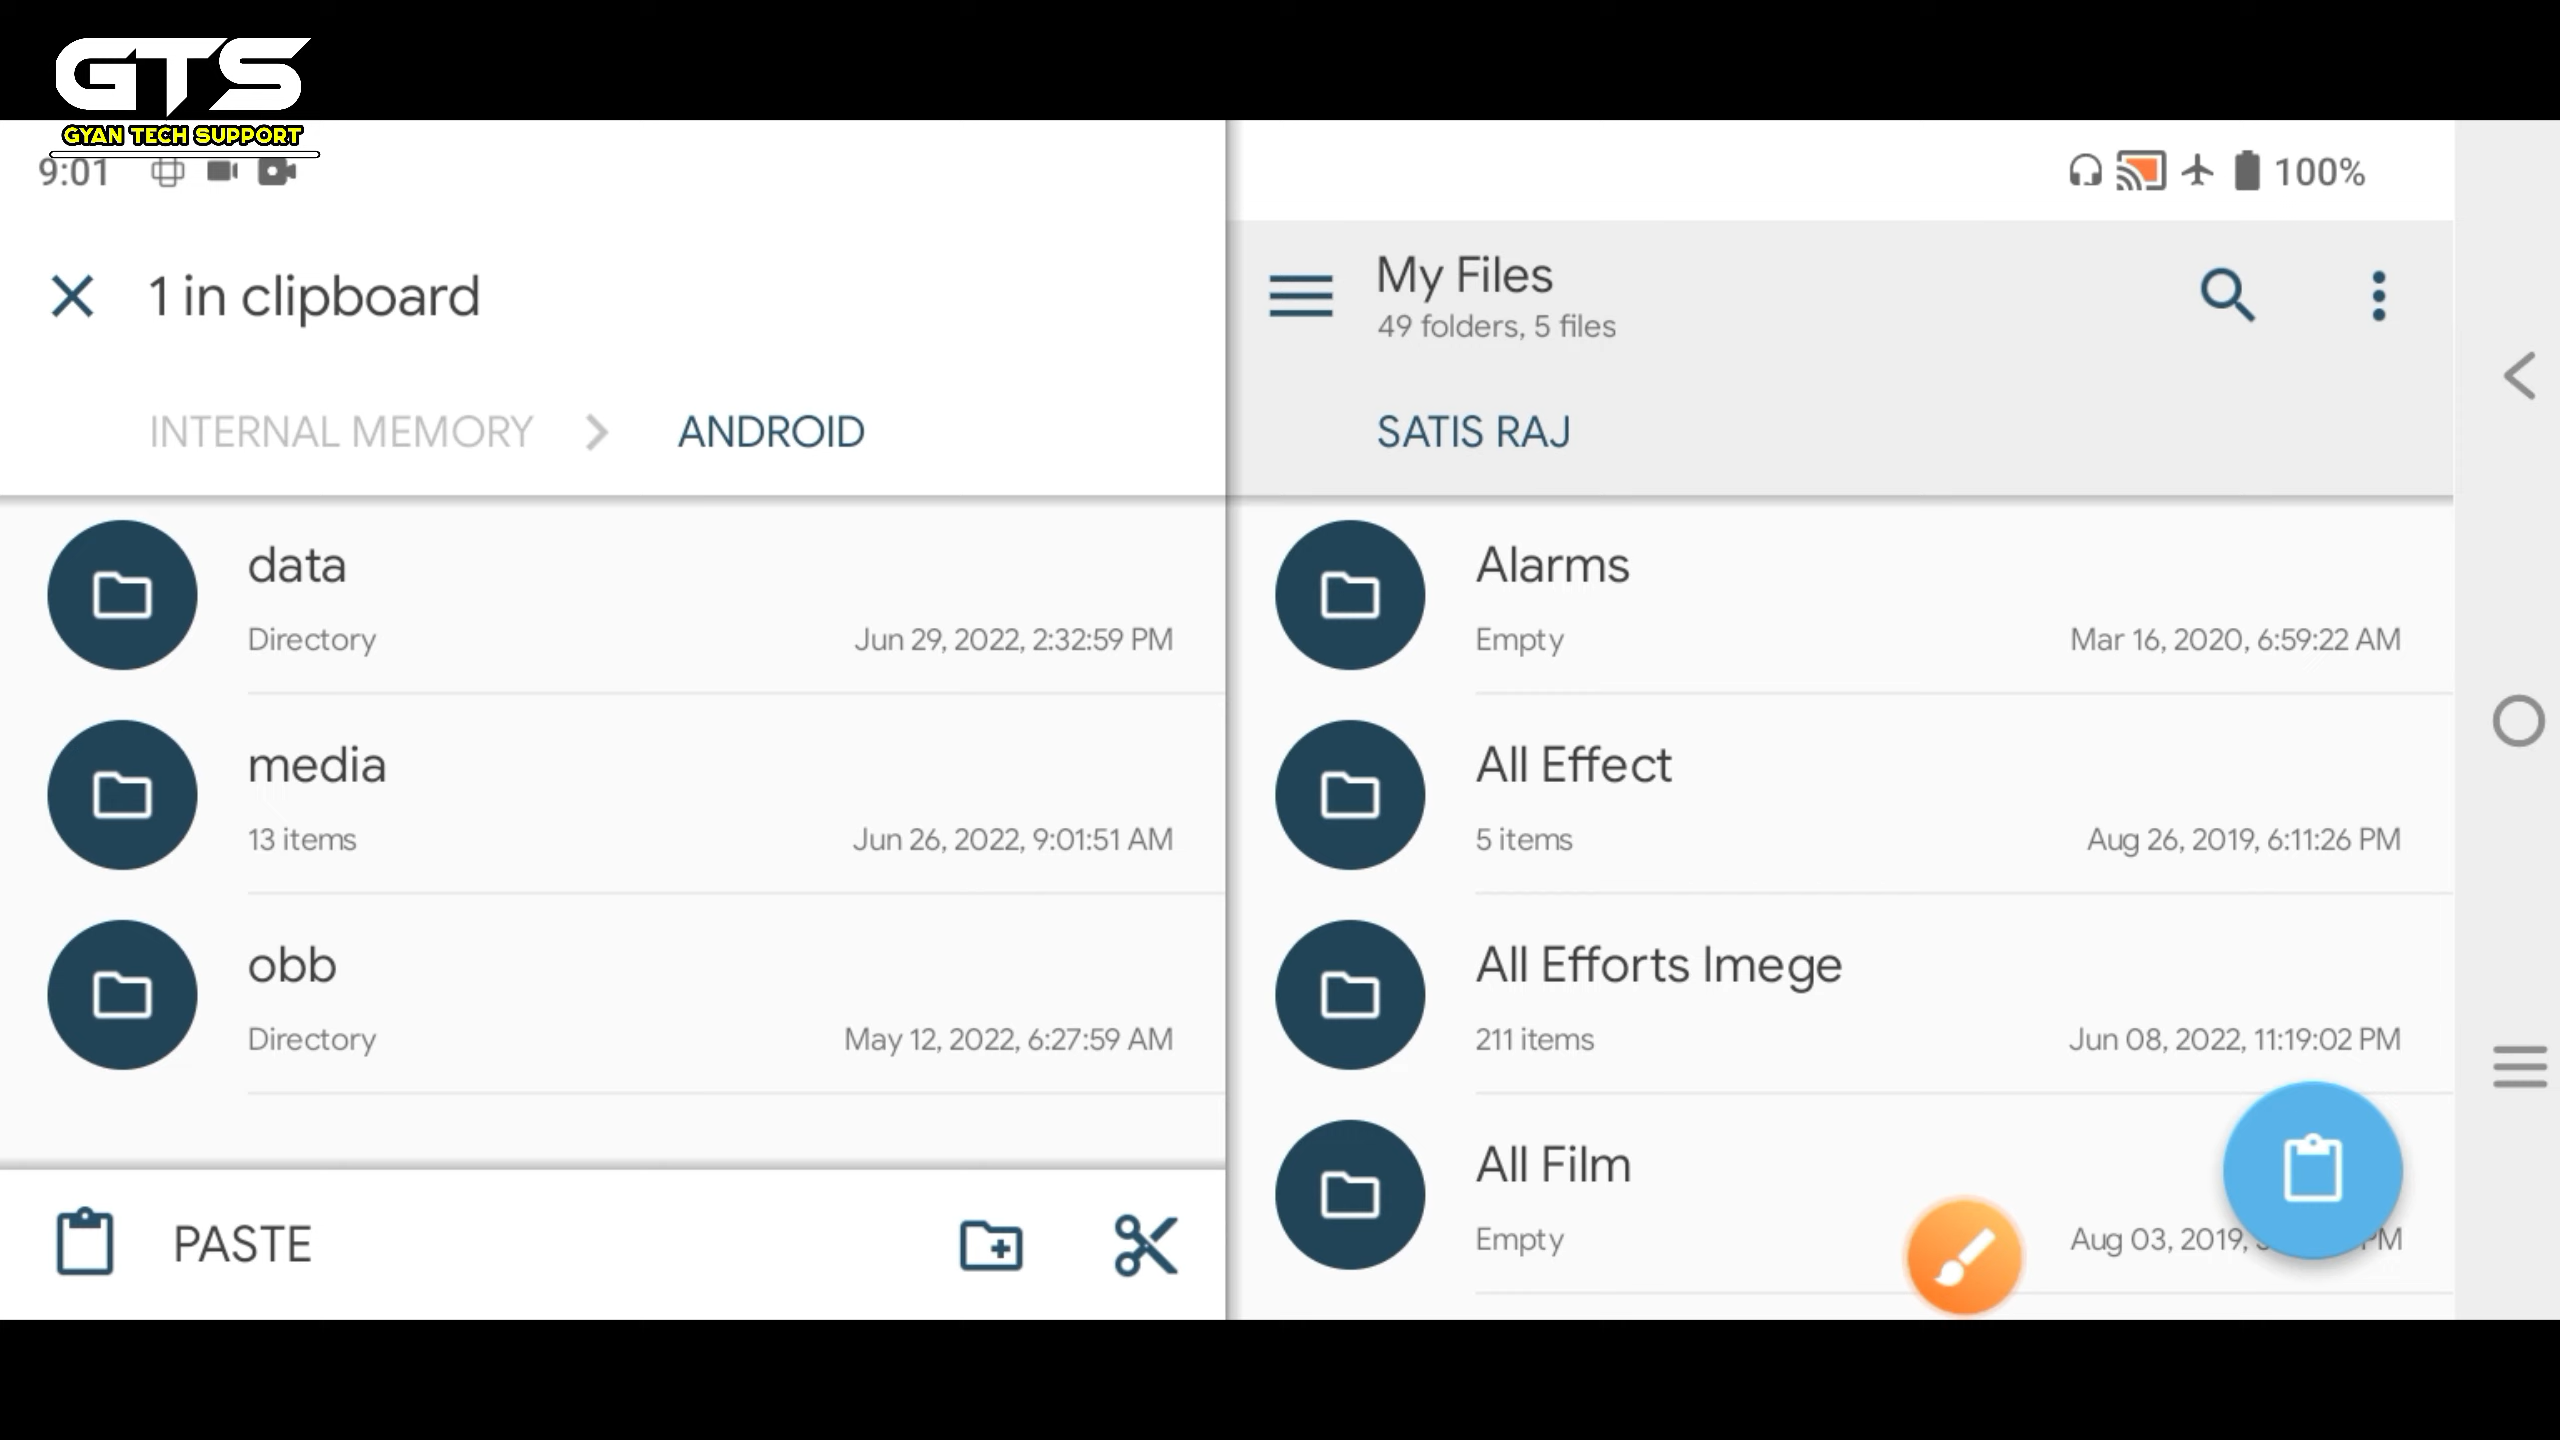 GTS
GYAN TECH SUPPORT
9:01
100%
1 in clipboard
INTERNAL MEMORY
ANDROID
data
Directory
Jun 29, 2022, 2:32:59 PM
media
13 items
Jun 26, 2022, 9:01:51 AM
obb
Directory
May 12, 2022, 6:27:59 AM
PASTE
My Files
49 folders, 5 files
SATIS RAJ
Alarms
Empty
Mar 16, 2020, 6:59:22 AM
All Effect
5 items
Aug 26, 2019, 6:11:26 PM
All Efforts Imege
211 items
Jun 08, 2022, 11:19:02 PM
All Film
Empty
Aug 03, 2019, PM